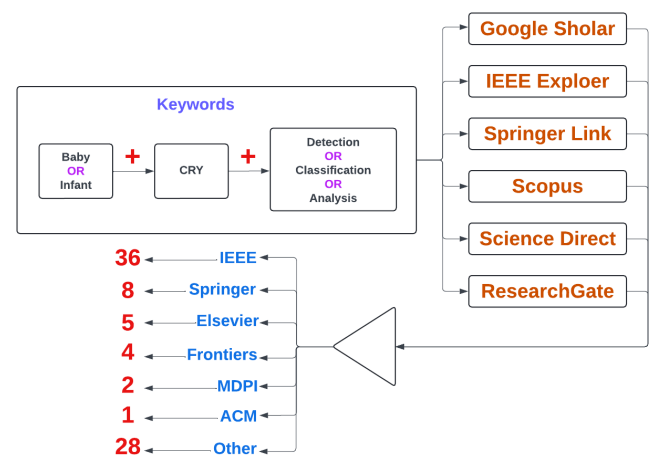 Keywords
Baby
OR
Infant
+
CRY
+
Detection
OR
Classification
OR
Analysis
Google Sholar
IEEE Exploer
Springer Link
Scopus
Science Direct
ResearchGate
36 IEEE
8 Springer
5 Elsevier
4 Frontiers
2 MDPI
1 ACM
28 Other